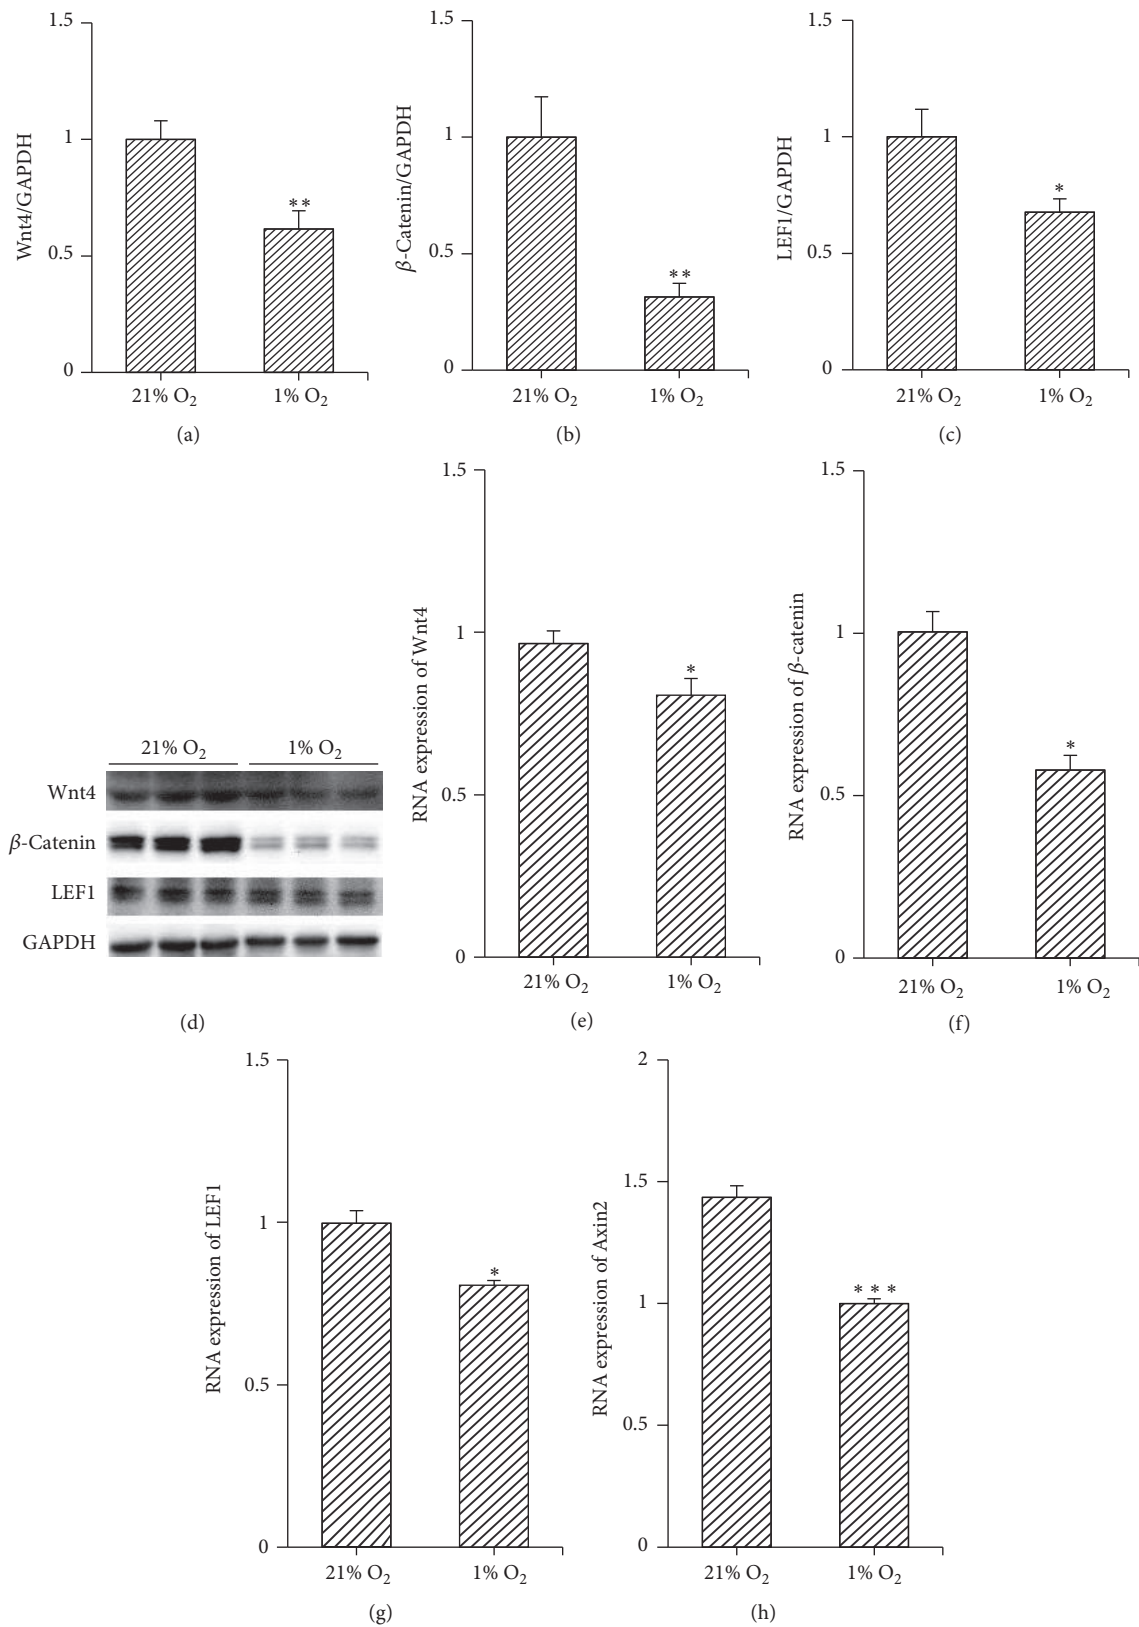 1.5
1
0.5
0
Wnt4/GAPDH
21% O₂
1% O₂
**
(a)
1.5
1
0.5
0
β-Catenin/GAPDH
21% O₂
1% O₂
**
(b)
1.5
1
0.5
0
LEF1/GAPDH
21% O₂
1% O₂
*
(c)
21% O₂
1% O₂
Wnt4
β-Catenin
LEF1
GAPDH
(d)
1.5
1
0.5
0
RNA expression of Wnt4
21% O₂
1% O₂
*
(e)
1.5
1
0.5
0
RNA expression of β-catenin
21% O₂
1% O₂
*
(f)
1.5
1
0.5
0
RNA expression of LEF1
21% O₂
1% O₂
*
(g)
2
1.5
1
0.5
0
RNA expression of Axin2
21% O₂
1% O₂
***
(h)